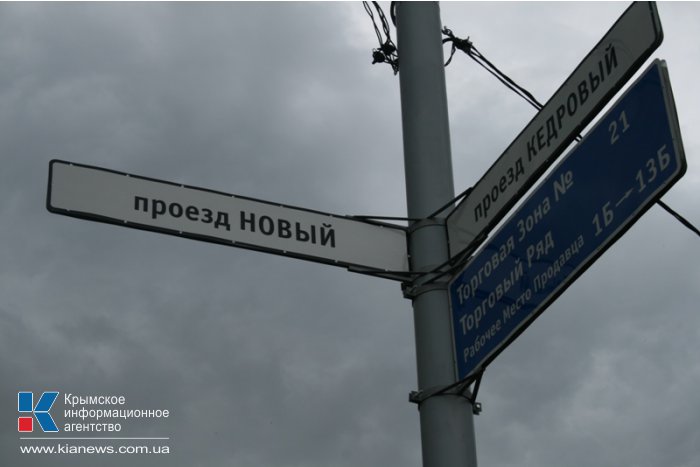 проезд НОВЫЙ
проезд КЕДРОВЫЙ
Торговая Зона № 21
Торговый Ряд 1Б—13Б
Рабочее Место Продавца
Крымское
информационное
агентство
www.kianews.com.ua